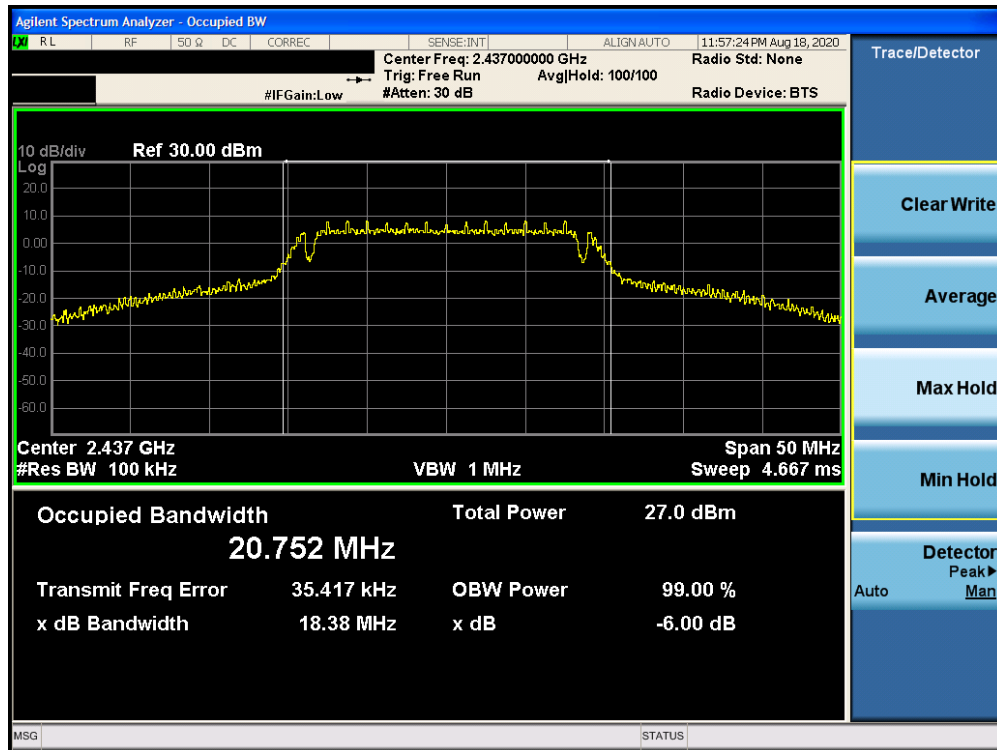 Agilent Spectrum Analyzer - Occupied BW
LXI RL RF 50 Ω DC CORREC SENSE:INT ALIGN AUTO 11:57:24 PM Aug 18, 2020
Center Freq: 2.437000000 GHz Radio Std: None
Trig: Free Run Avg|Hold: 100/100
#IFGain:Low #Atten: 30 dB Radio Device: BTS
Trace/Detector
10 dB/div Ref 30.00 dBm
Log
20.0
10.0
0.00
-10.0
-20.0
-30.0
-40.0
-50.0
-60.0
Center 2.437 GHz Span 50 MHz
#Res BW 100 kHz VBW 1 MHz Sweep 4.667 ms
Occupied Bandwidth Total Power 27.0 dBm
20.752 MHz
Transmit Freq Error 35.417 kHz OBW Power 99.00 %
x dB Bandwidth 18.38 MHz x dB -6.00 dB
Clear Write
Average
Max Hold
Min Hold
Detector
Peak▶
Auto Man
MSG STATUS